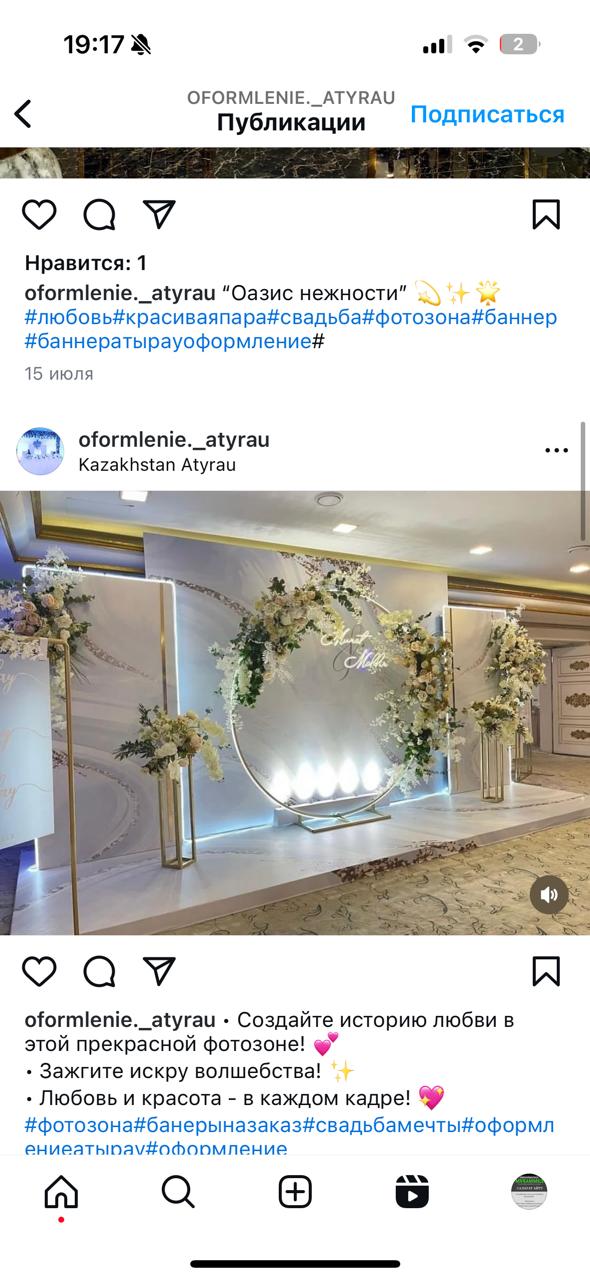 19:17
2
OFORMLENIE._ATYRAU
Публикации
Подписаться
Нравится: 1
oformlenie._atyrau “Оазис нежности” 💫✨🌟
#любовь#красиваяпара#свадьба#фотозона#баннер
#баннератырауоформление#
15 июля
oformlenie._atyrau
Kazakhstan Atyrau
oformlenie._atyrau • Создайте историю любви в
этой прекрасной фотозоне! 💕
• Зажгите искру волшебства! ✨
• Любовь и красота - в каждом кадре! 💖
#фотозона#банерыназаказ#свадьбамечты#оформл
ениеатырау#оформление